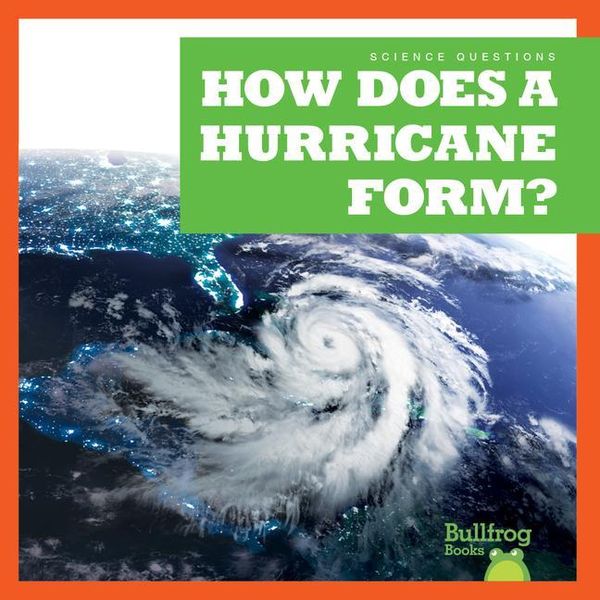 SCIENCE QUESTIONS
HOW DOES A
HURRICANE
FORM?
Bullfrog
Books